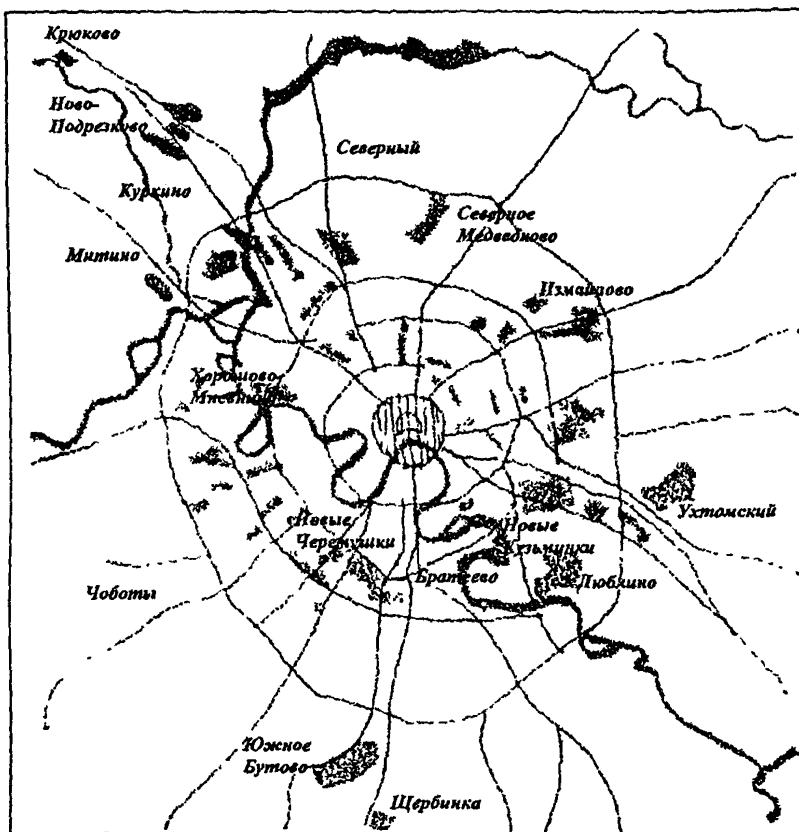 Крюково
Ново-
Подрезково
Северный
Куркино
Северное
Медведково
Митино
Измайлово
Хорошово-
Мневники
Ухтомский
Новые
Черемушки
Новые
Кузьминки
Братеево
Люблино
Чоботы
Южное
Бутово
Щербинка